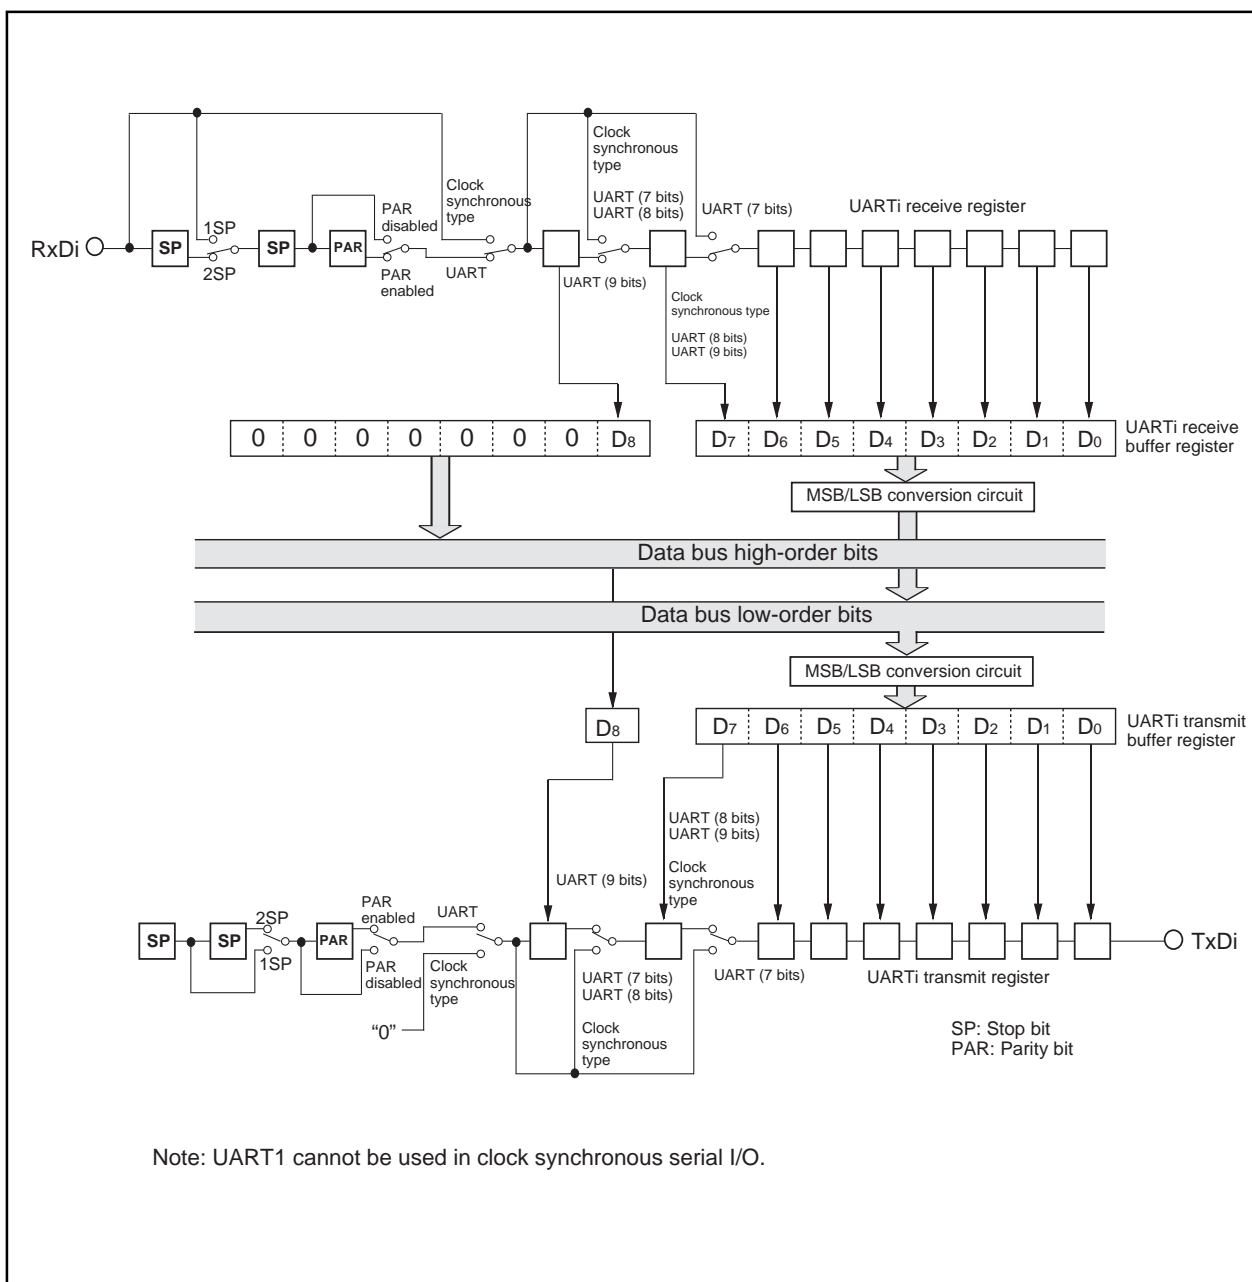 Clock
synchronous
type
UART (7 bits)
UART (8 bits)
UART (7 bits)
UARTi receive register
Clock
synchronous
type
PAR
disabled
1SP
RxDi
SP
SP
PAR
2SP
PAR
enabled
UART
UART (9 bits)
Clock
synchronous type
UART (8 bits)
UART (9 bits)
0 0 0 0 0 0 0 D8
D7 D6 D5 D4 D3 D2 D1 D0
UARTi receive
buffer register
MSB/LSB conversion circuit
Data bus high-order bits
Data bus low-order bits
MSB/LSB conversion circuit
D8
D7 D6 D5 D4 D3 D2 D1 D0
UARTi transmit
buffer register
UART (8 bits)
UART (9 bits)
Clock
synchronous
type
UART (9 bits)
PAR
enabled
UART
2SP
SP
SP
PAR
TxDi
1SP
PAR
disabled
Clock
synchronous
type
UART (7 bits)
UART (8 bits)
UART (7 bits)
UARTi transmit register
“0”
Clock
synchronous
type
SP: Stop bit
PAR: Parity bit
Note: UART1 cannot be used in clock synchronous serial I/O.